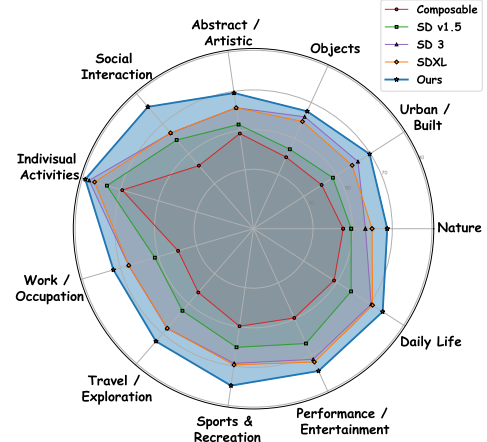 Composable
SD v1.5
SD 3
SDXL
Ours
Abstract /
Artistic
Objects
Social
Interaction
Urban /
Built
Indivisual
Activities
Nature
Work /
Occupation
Daily Life
Travel /
Exploration
Performance /
Entertainment
Sports &
Recreation